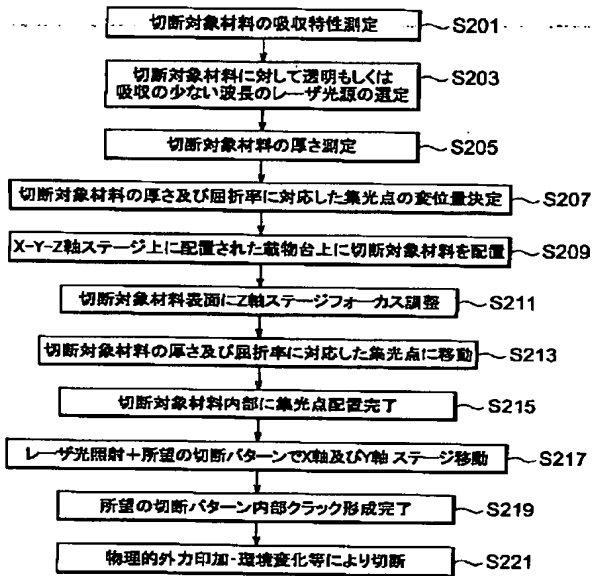 切断対象材料の吸収特性測定 S201
切断対象材料に対して透明もしくは
吸収の少ない波長のレーザ光源の選定 S203
切断対象材料の厚さ測定 S205
切断対象材料の厚さ及び屈折率に対応した集光点の変位量決定 S207
X-Y-Z軸ステージ上に配置された載物台上に切断対象材料を配置 S209
切断対象材料表面にZ軸ステージフォーカス調整 S211
切断対象材料の厚さ及び屈折率に対応した集光点に移動 S213
切断対象材料内部に集光点配置完了 S215
レーザ光照射+所望の切断パターンでX軸及びY軸 ステージ移動 S217
所望の切断パターン内部クラック形成完了 S219
物理的外力印加・環境変化等により切断 S221